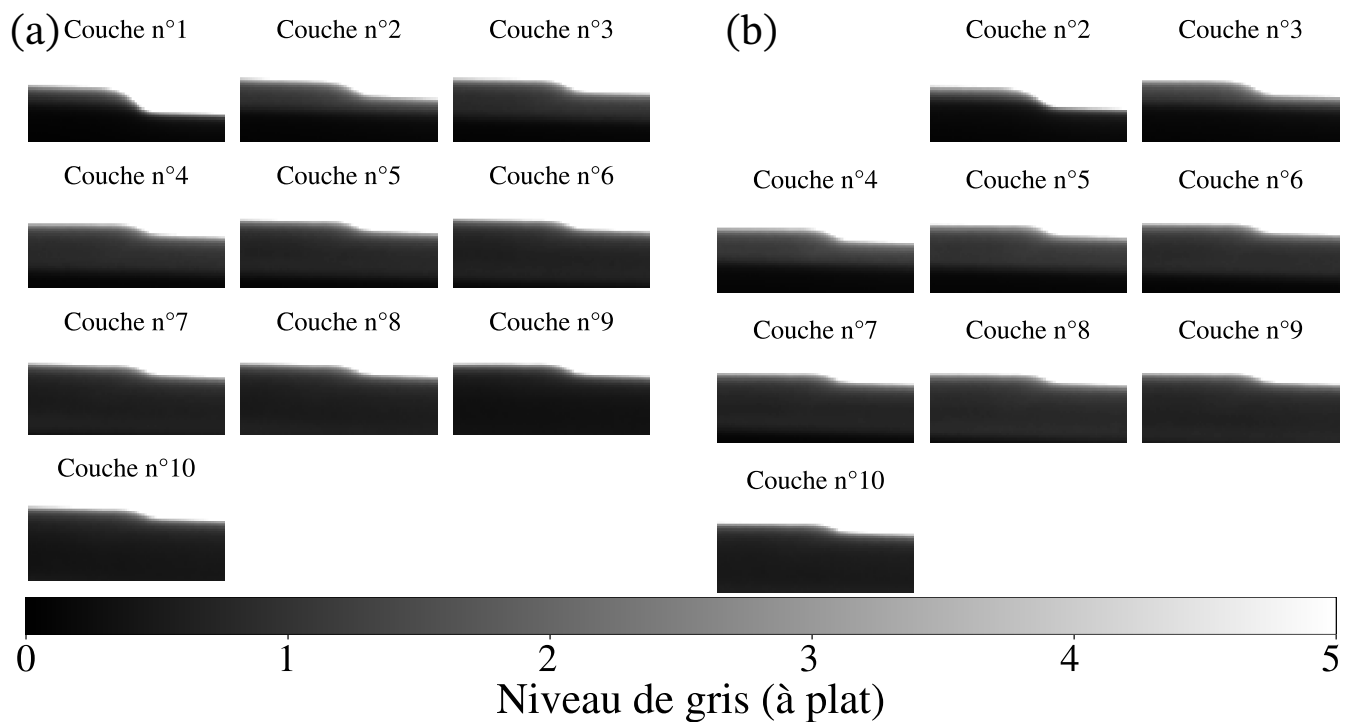 (a) Couche n°1 Couche n°2 Couche n°3
Couche n°4 Couche n°5 Couche n°6
Couche n°7 Couche n°8 Couche n°9
Couche n°10
(b) Couche n°2 Couche n°3
Couche n°4 Couche n°5 Couche n°6
Couche n°7 Couche n°8 Couche n°9
Couche n°10
0 1 2 3 4 5
Niveau de gris (à plat)